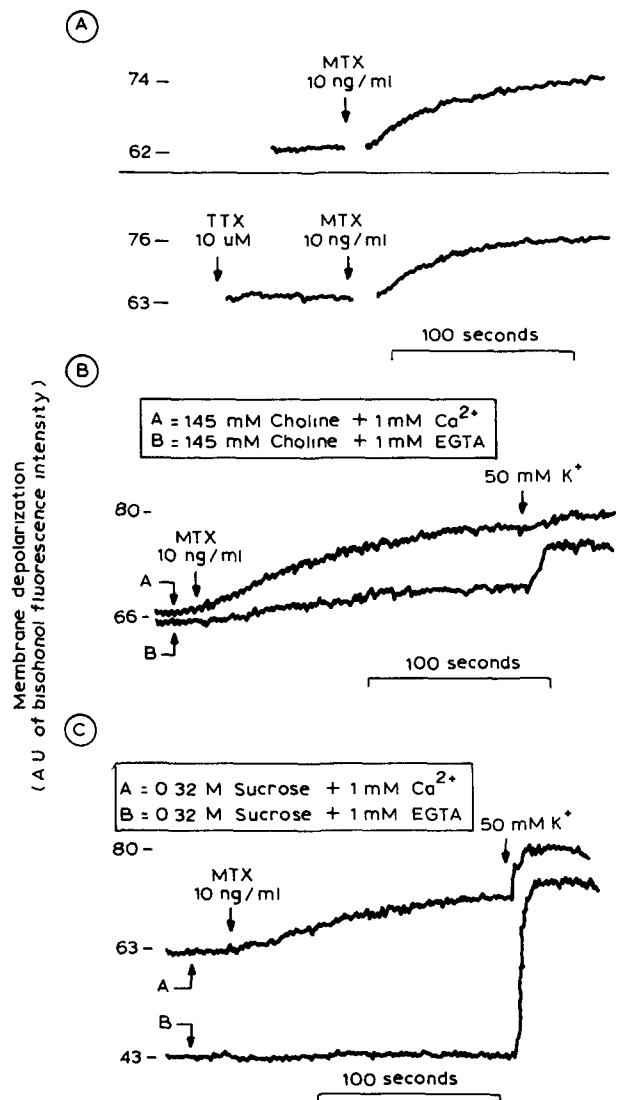 A
MTX
10 ng/ml
74
62
TTX
10 uM
MTX
10 ng/ml
76
63
100 seconds
Membrane depolarization
(AU of bisohonol fluorescence intensity)
B
A = 145 mM Choline + 1 mM Ca2+
B = 145 mM Choline + 1 mM EGTA
50 mM K+
80
MTX
10 ng/ml
A
66
B
100 seconds
C
A = 0 32 M Sucrose + 1 mM Ca2+
B = 0 32 M Sucrose + 1 mM EGTA
50 mM K+
80
MTX
10 ng/ml
63
A
B
43
100 seconds